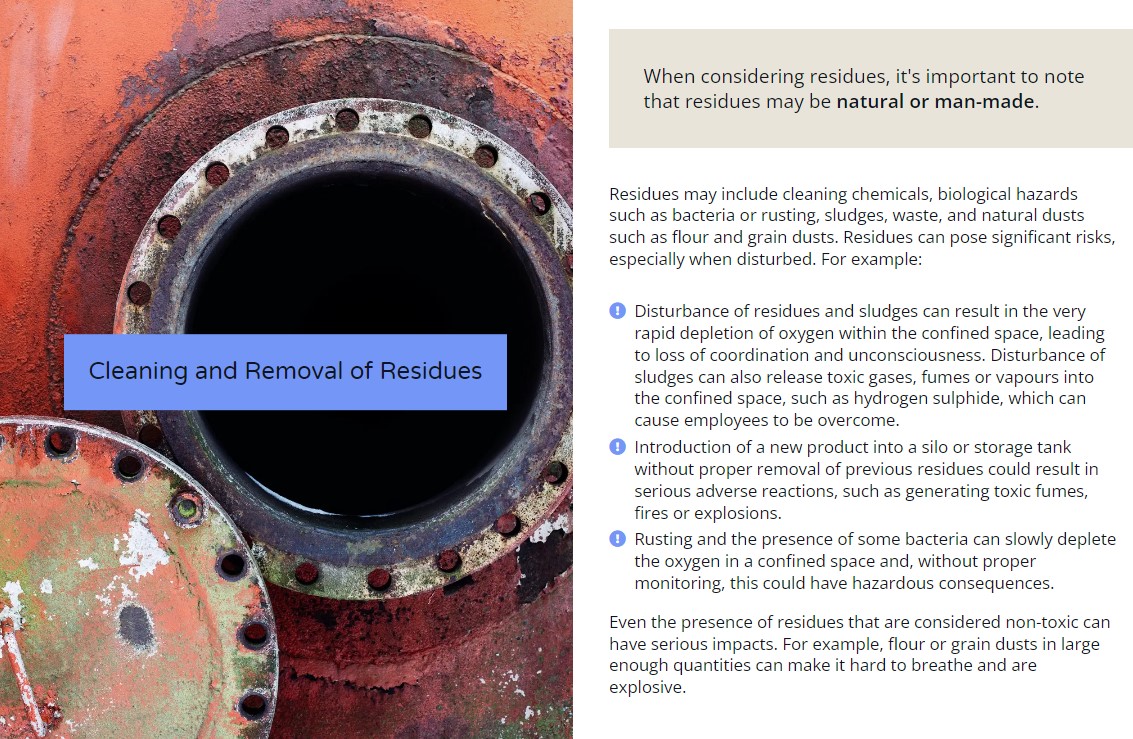 Cleaning and Removal of Residues
When considering residues, it's important to note
that residues may be natural or man-made.
Residues may include cleaning chemicals, biological hazards
such as bacteria or rusting, sludges, waste, and natural dusts
such as flour and grain dusts. Residues can pose significant risks,
especially when disturbed. For example:
Disturbance of residues and sludges can result in the very
rapid depletion of oxygen within the confined space, leading
to loss of coordination and unconsciousness. Disturbance of
sludges can also release toxic gases, fumes or vapours into
the confined space, such as hydrogen sulphide, which can
cause employees to be overcome.
Introduction of a new product into a silo or storage tank
without proper removal of previous residues could result in
serious adverse reactions, such as generating toxic fumes,
fires or explosions.
Rusting and the presence of some bacteria can slowly deplete
the oxygen in a confined space and, without proper
monitoring, this could have hazardous consequences.
Even the presence of residues that are considered non-toxic can
have serious impacts. For example, flour or grain dusts in large
enough quantities can make it hard to breathe and are
explosive.